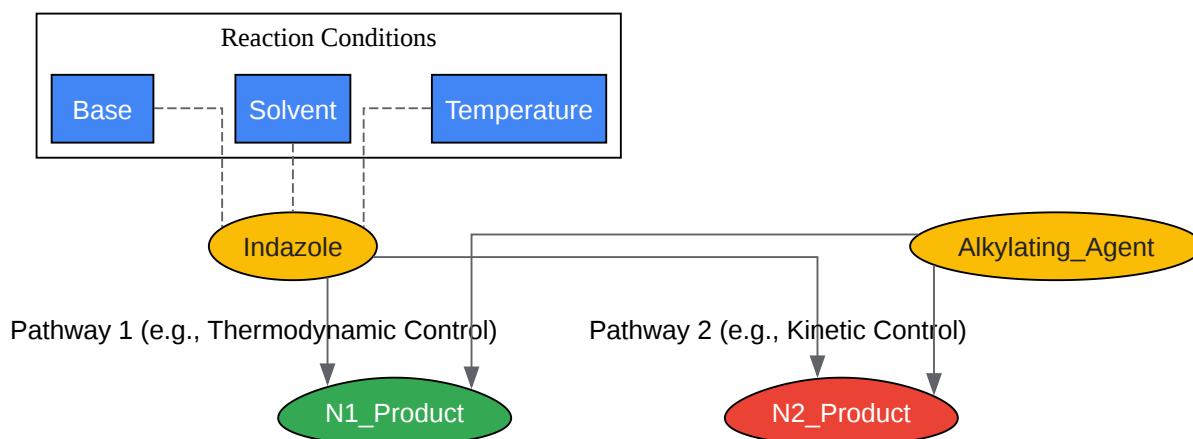 Reaction Conditions
Base
Solvent
Temperature
Indazole
Alkylating_Agent
Pathway 1 (e.g., Thermodynamic Control)
Pathway 2 (e.g., Kinetic Control)
N1_Product
N2_Product